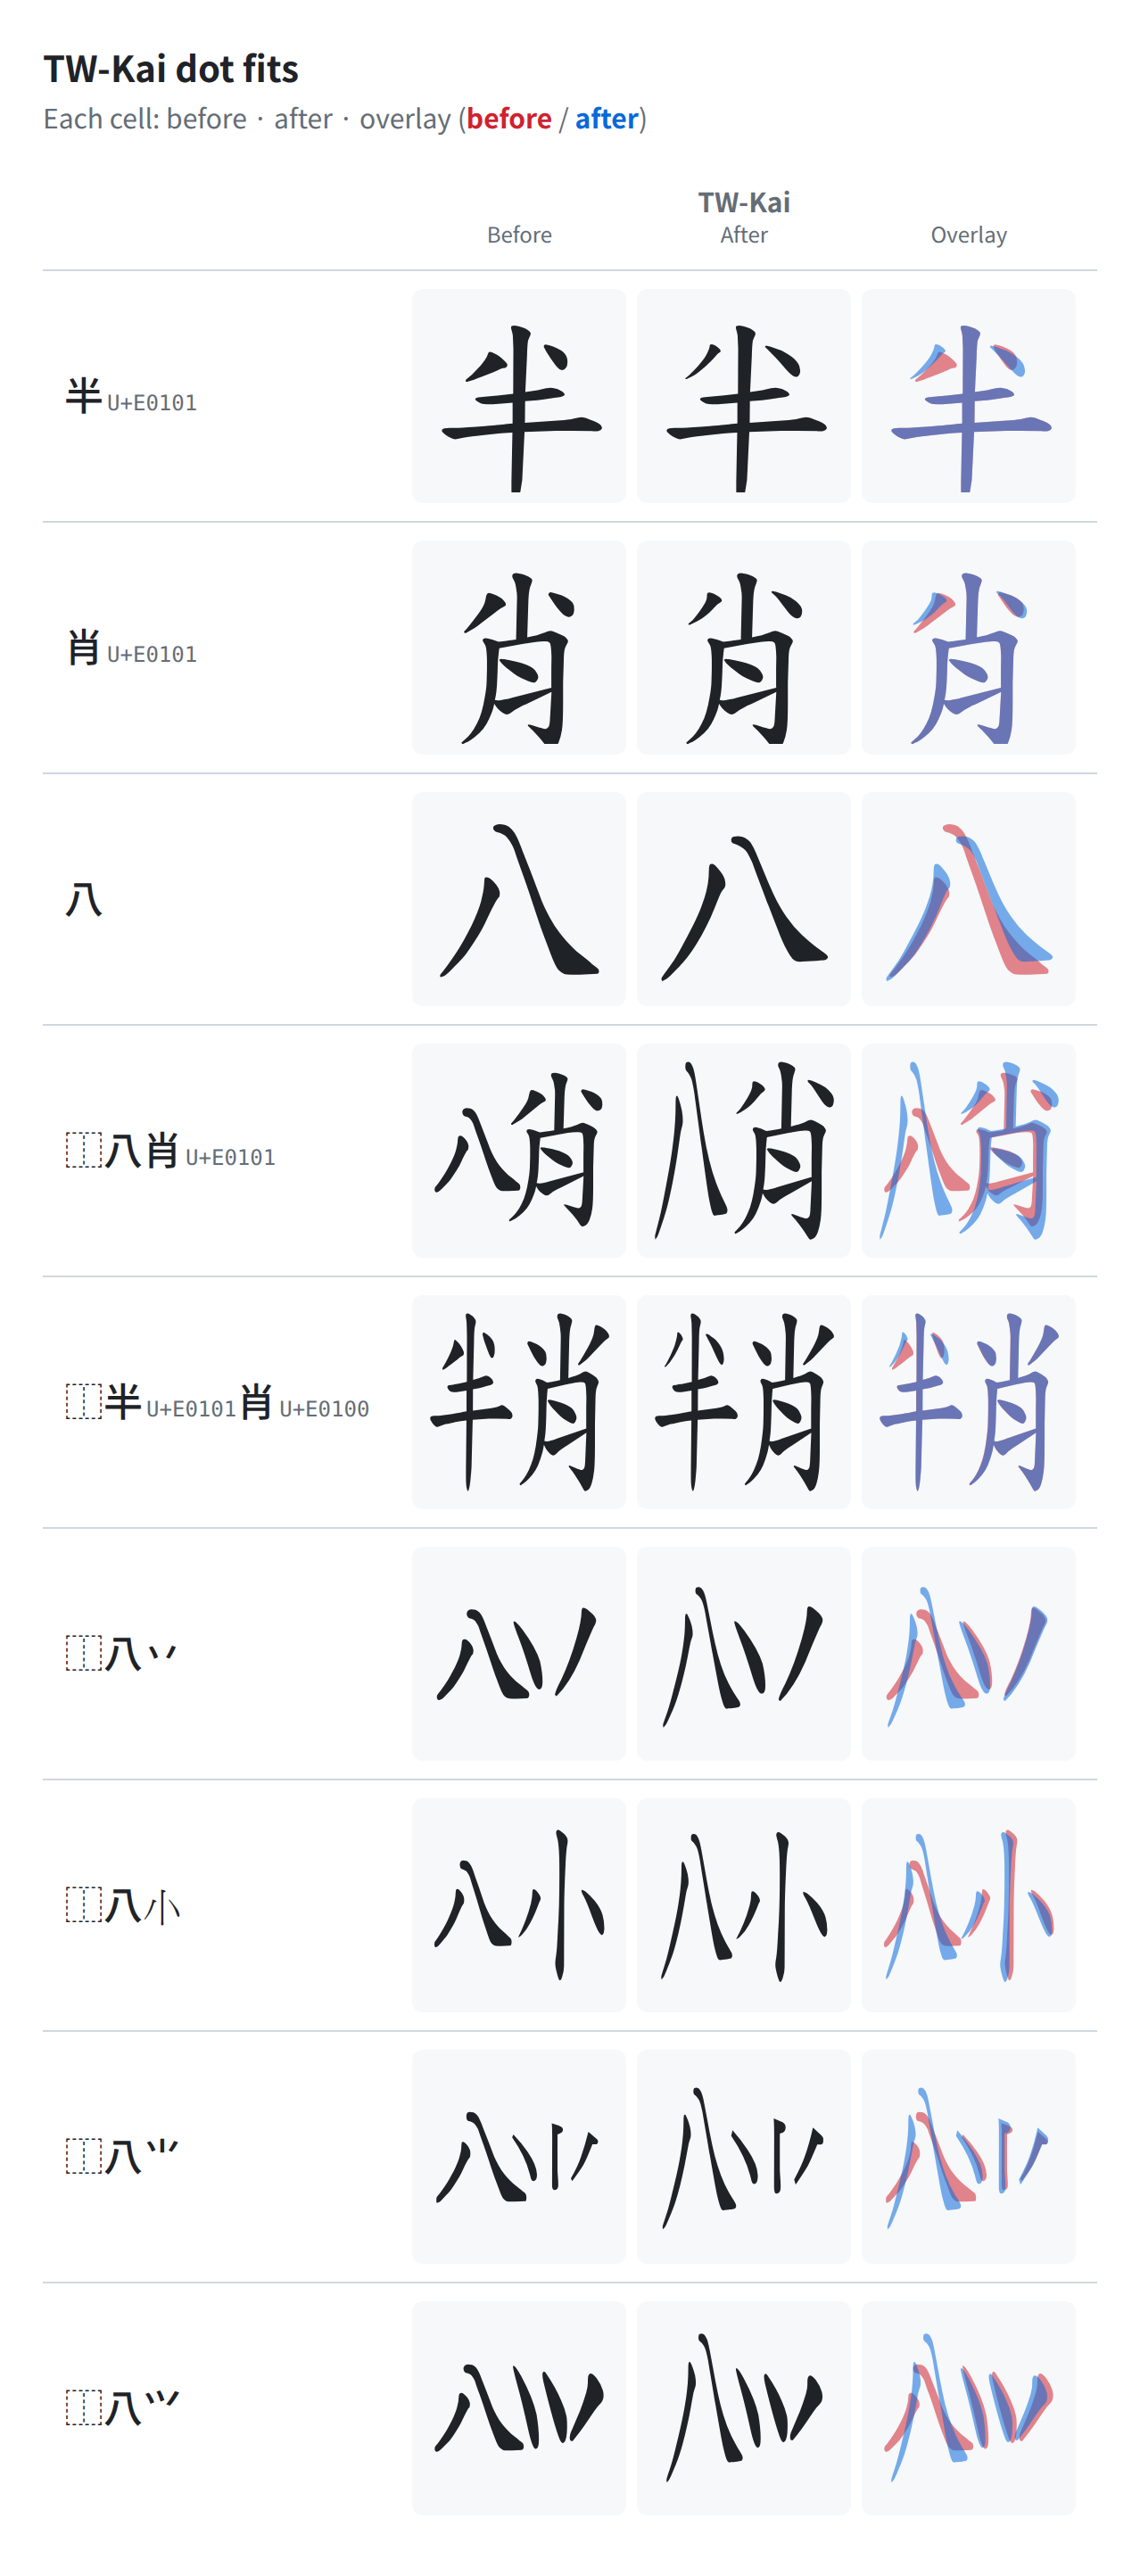 TW-Kai dot fits
Each cell: before · after · overlay (before / after)
TW-Kai
Before After Overlay
半 U+E0101
肖 U+E0101
八
⿰八肖 U+E0101
⿰半 U+E0101 肖 U+E0100
⿰八丷
⿰八⺌
⿰八⺌
⿰八𭕄